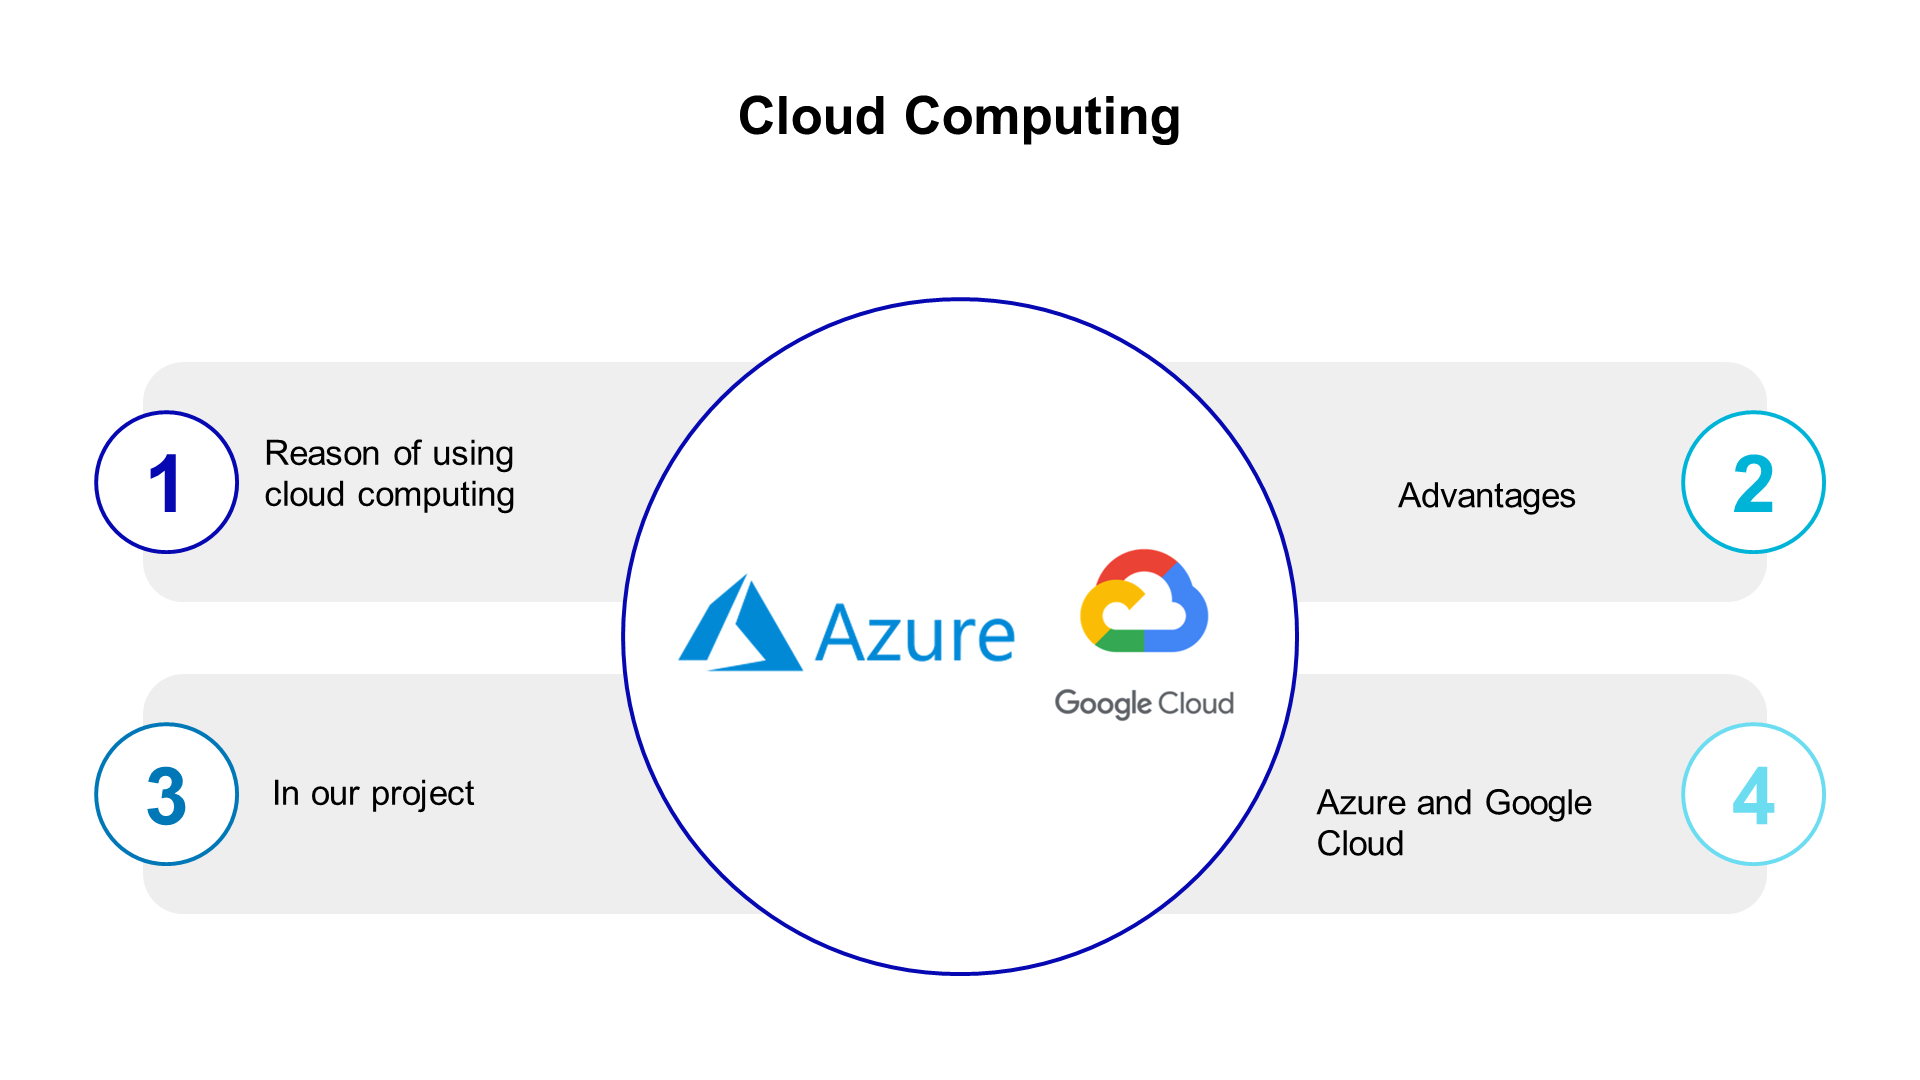 Cloud Computing
1
Reason of using
cloud computing
Advantages
2
Azure
Google Cloud
3
In our project
Azure and Google
Cloud
4